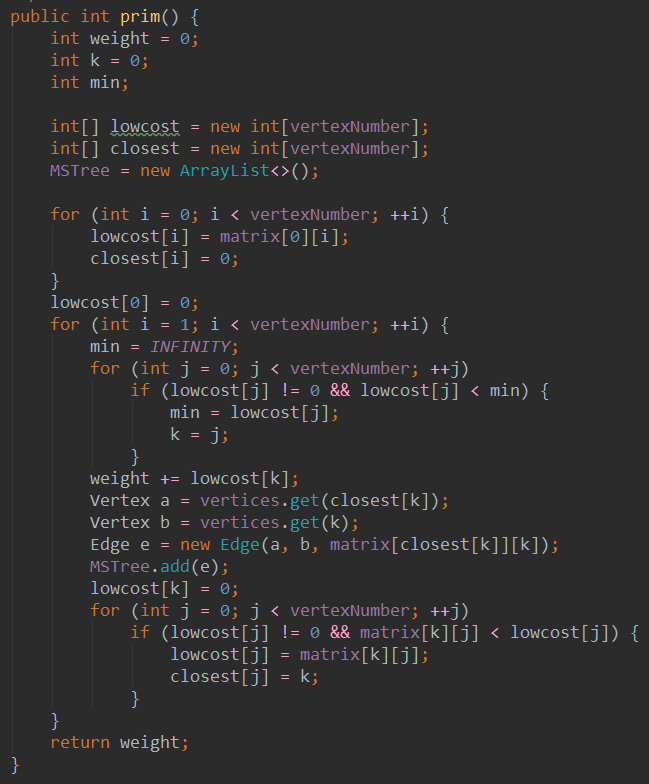 public int prim() {
    int weight = 0;
    int k = 0;
    int min;

    int[] lowcost = new int[vertexNumber];
    int[] closest = new int[vertexNumber];
    MSTree = new ArrayList<>();

    for (int i = 0; i < vertexNumber; ++i) {
        lowcost[i] = matrix[0][i];
        closest[i] = 0;
    }
    lowcost[0] = 0;
    for (int i = 1; i < vertexNumber; ++i) {
        min = INFINITY;
        for (int j = 0; j < vertexNumber; ++j)
            if (lowcost[j] != 0 && lowcost[j] < min) {
                min = lowcost[j];
                k = j;
            }
        weight += lowcost[k];
        Vertex a = vertices.get(closest[k]);
        Vertex b = vertices.get(k);
        Edge e = new Edge(a, b, matrix[closest[k]][k]);
        MSTree.add(e);
        lowcost[k] = 0;
        for (int j = 0; j < vertexNumber; ++j)
            if (lowcost[j] != 0 && matrix[k][j] < lowcost[j]) {
                lowcost[j] = matrix[k][j];
                closest[j] = k;
            }
    }
    return weight;
}